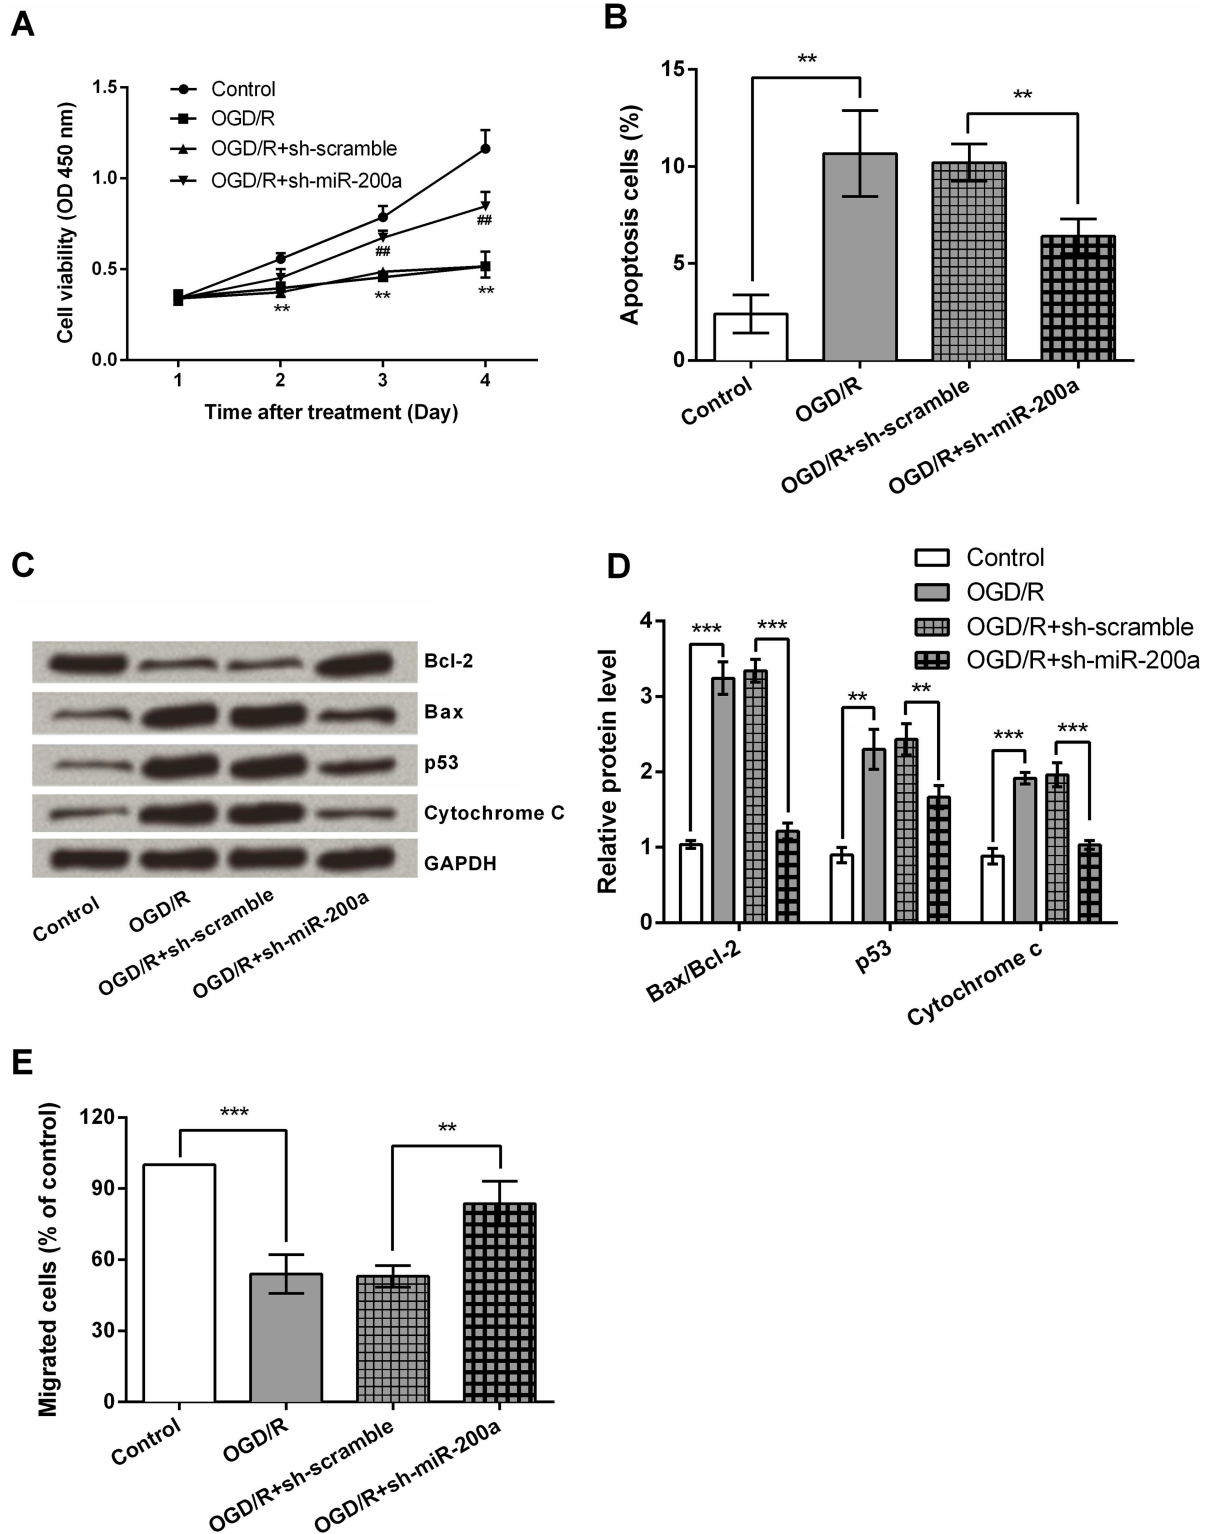 A
1.5
1.0
0.5
0.0
Cell viability (OD 450 nm)
Control
OGD/R
OGD/R+sh-scramble
OGD/R+sh-miR-200a
##
##
**
**
**
1 2 3 4
Time after treatment (Day)
B
15
10
5
0
Apoptosis cells (%)
**
**
Control
OGD/R
OGD/R+sh-scramble
OGD/R+sh-miR-200a
C
Bcl-2
Bax
p53
Cytochrome C
GAPDH
Control
OGD/R
OGD/R+sh-scramble
OGD/R+sh-miR-200a
D
Control
OGD/R
OGD/R+sh-scramble
OGD/R+sh-miR-200a
4
3
2
1
0
Relative protein level
*** ***
** **
*** ***
Bax/Bcl-2
p53
Cytochrome c
E
120
90
60
30
0
Migrated cells (% of control)
***
**
Control
OGD/R
OGD/R+sh-scramble
OGD/R+sh-miR-200a